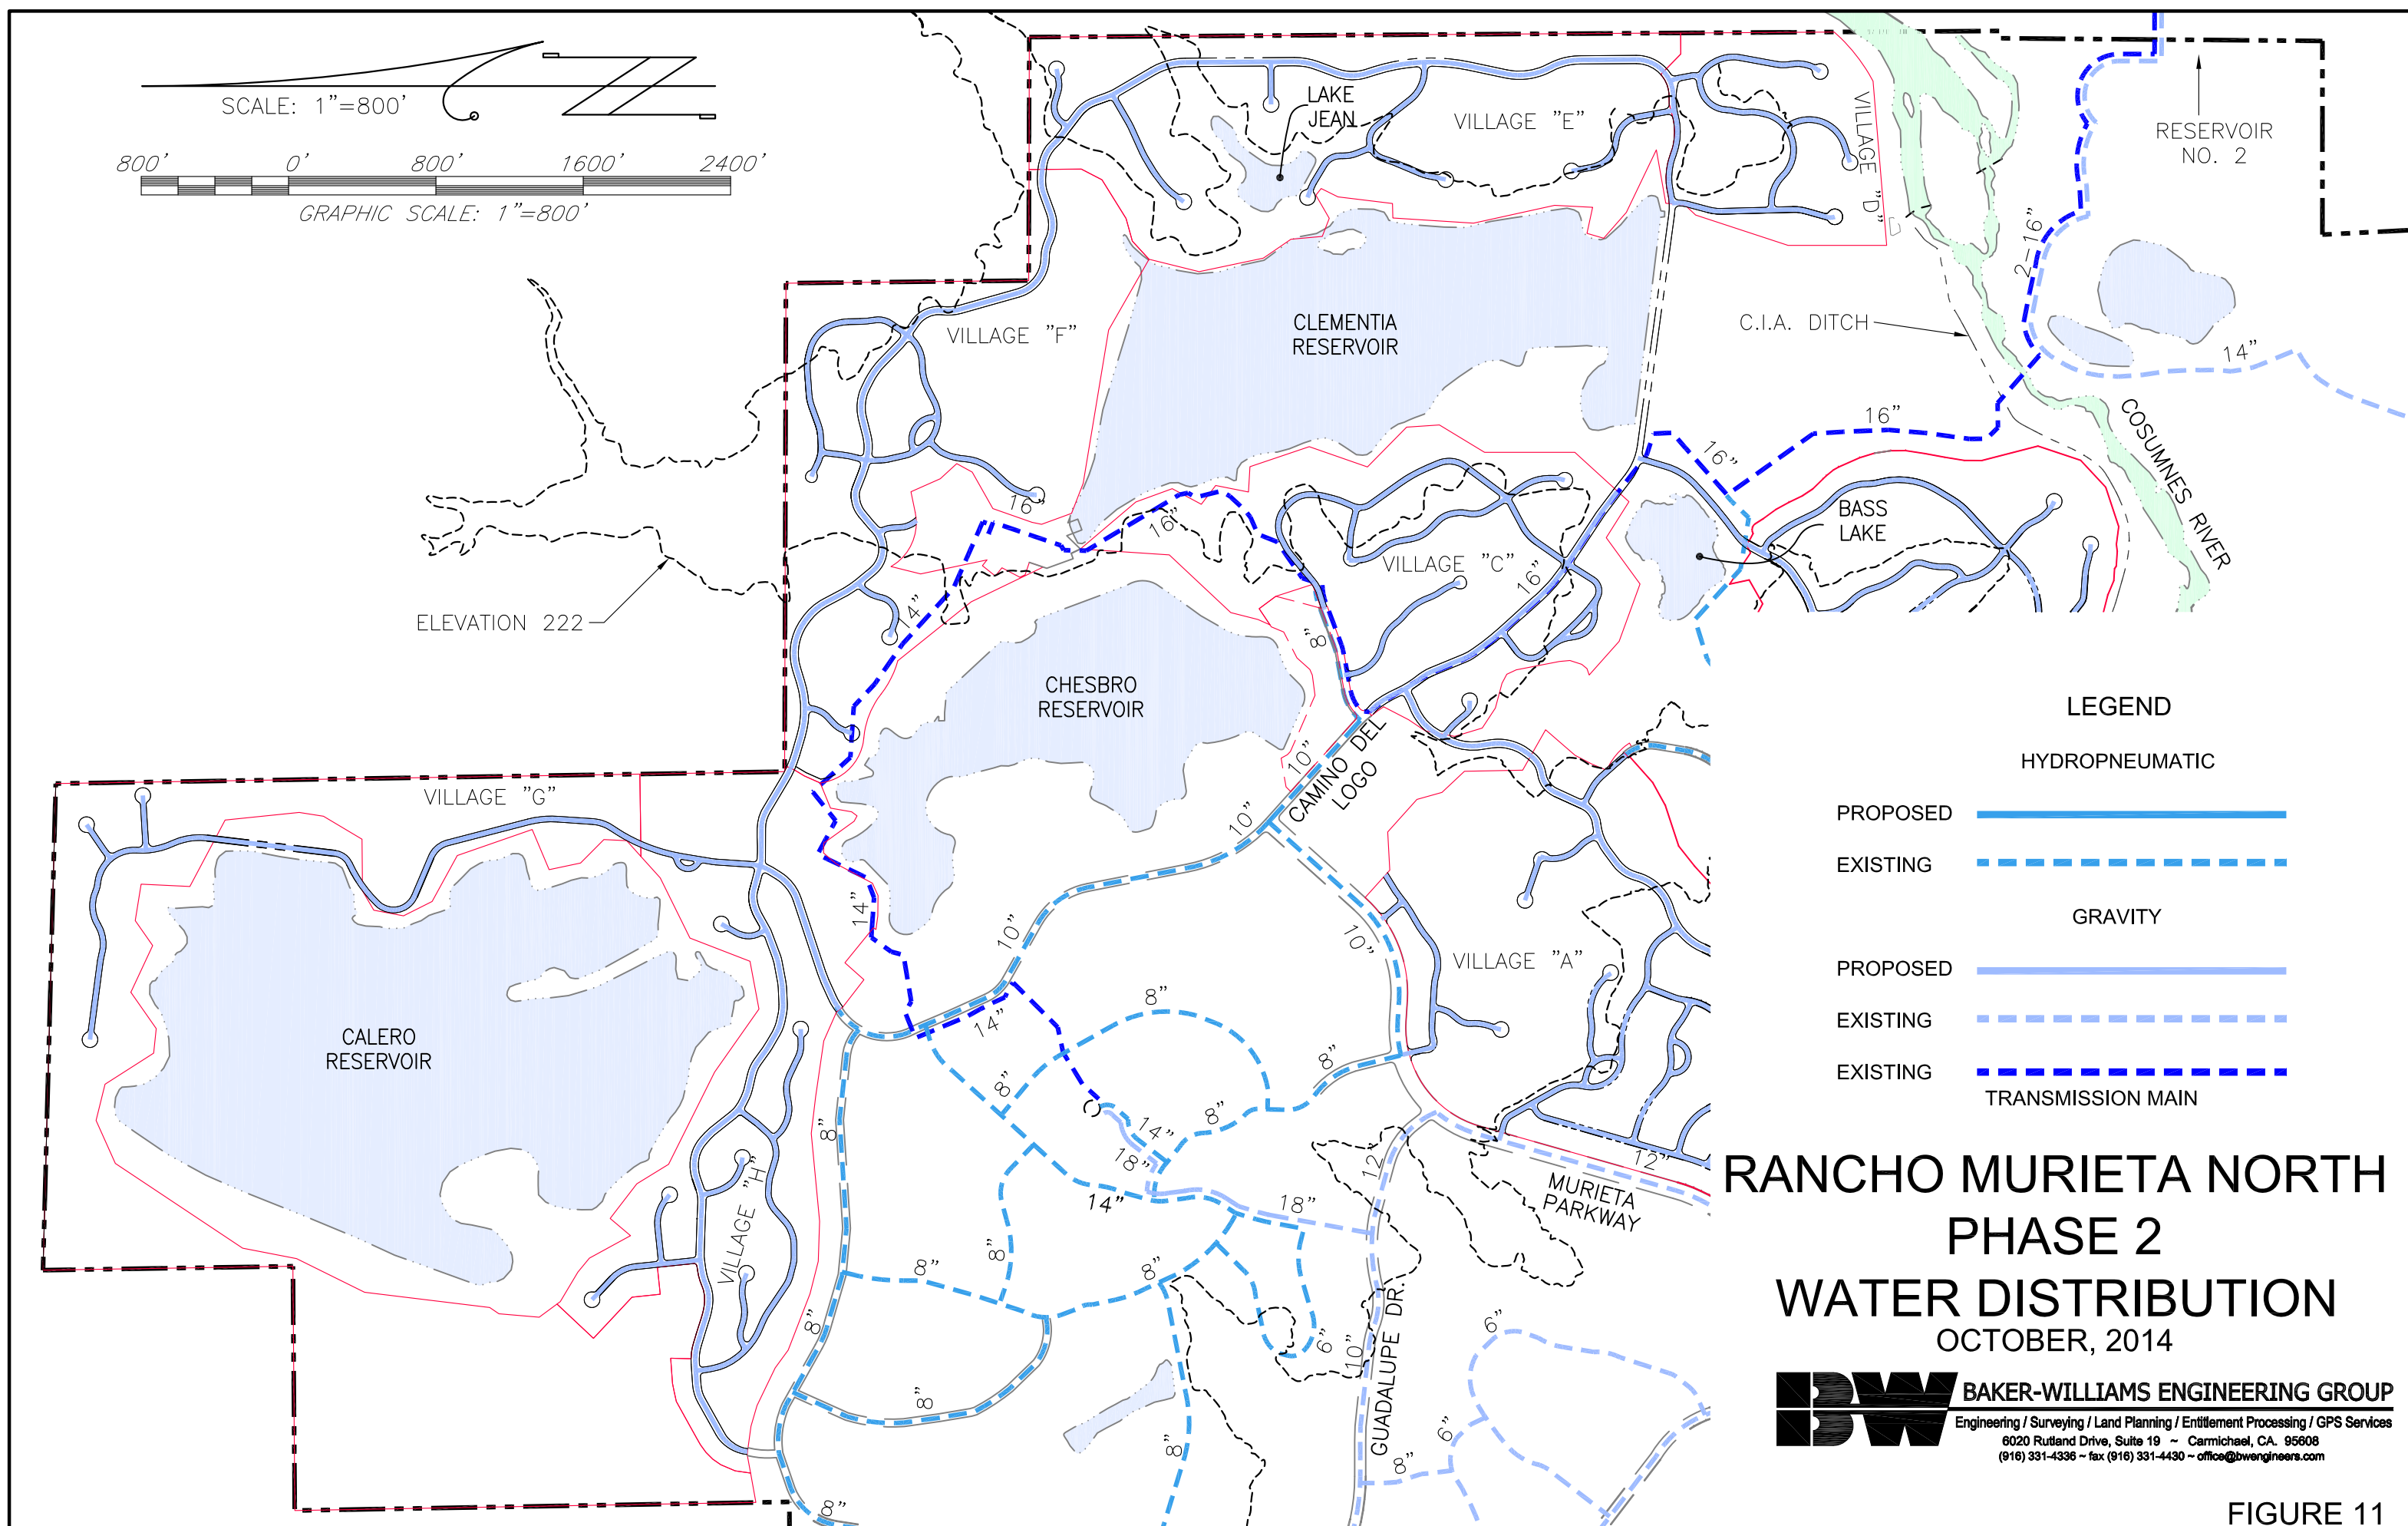 SCALE: 1"=800'
800'
0'
800'
1600'
2400'
GRAPHIC SCALE: 1"=800'
LAKE
JEAN
VILLAGE "E"
VILLAGE "D"
RESERVOIR
NO. 2
2-16"
VILLAGE "F"
CLEMENTIA
RESERVOIR
C.I.A. DITCH
14"
COSUMNES RIVER
16"
16"
16"
16"
BASS
LAKE
VILLAGE "C"
16"
ELEVATION 222
14"
8"
CHESBRO
RESERVOIR
10"
CAMINO DEL
LOGO
10"
VILLAGE "G"
14"
10"
10"
VILLAGE "A"
14"
8"
8"
8"
8"
CALERO
RESERVOIR
8"
14"
18"
14"
18"
12"
12"
MURIETA
PARKWAY
VILLAGE "H"
8"
8"
8"
8"
6"
10"
GUADALUPE DR.
6"
8"
8"
6"
8"
8"
LEGEND
HYDROPNEUMATIC
PROPOSED
EXISTING
GRAVITY
PROPOSED
EXISTING
EXISTING
TRANSMISSION MAIN
RANCHO MURIETA NORTH
PHASE 2
WATER DISTRIBUTION
OCTOBER, 2014
BW
BAKER-WILLIAMS ENGINEERING GROUP
Engineering / Surveying / Land Planning / Entitlement Processing / GPS Services
6020 Rutland Drive, Suite 19 ~ Carmichael, CA. 95608
(916) 331-4336 ~ fax (916) 331-4430 ~ office@bwengineers.com
FIGURE 11